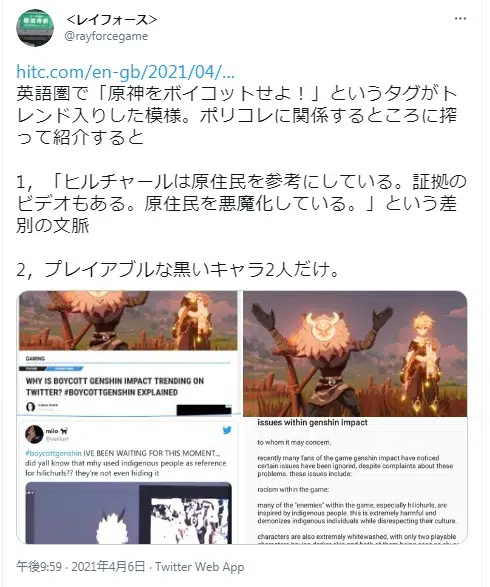 <レイフォース>
@rayforcegame
hitc.com/en-gb/2021/04/...
英語圏で「原神をボイコットせよ！」というタグがト
レンド入りした模様。ポリコレに関係するところに搾
って紹介すると
1，「ヒルチャールは原住民を参考にしている。証拠の
ビデオもある。原住民を悪魔化している。」という差
別の文脈
2，プレイアブルな黒いキャラ2人だけ。
GAMING
WHY IS BOYCOTT GENSHIN IMPACT TRENDING ON
TWITTER? #BOYCOTTGENSHIN EXPLAINED
milo
#boycottgenshin IVE BEEN WAITING FOR THIS MOMENT..,
did yall know that mhy used indigenous people as reference
for hilichurls?? they're not even hiding it
issues within genshin impact
to whom it may concern,
recently many fans of the game genshin impact have noticed
certain issues have been ignored, despite complaints about these
problems. these issues include:
racism within the game:
many of the "enemies" within the game, especially hilichurls, are
inspired by indigenous people. this is extremely harmful and
demonizes indigenous individuals while disrespecting their culture.
characters are also extremely whitewashed, with only two playable
午後9:59 · 2021年4月6日 · Twitter Web App